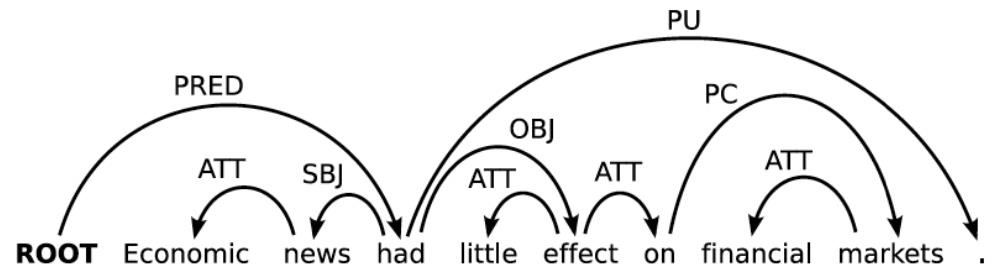 PU
PRED
PC
OBJ
ATT SBJ ATT ATT ATT
ROOT Economic news had little effect on financial markets .